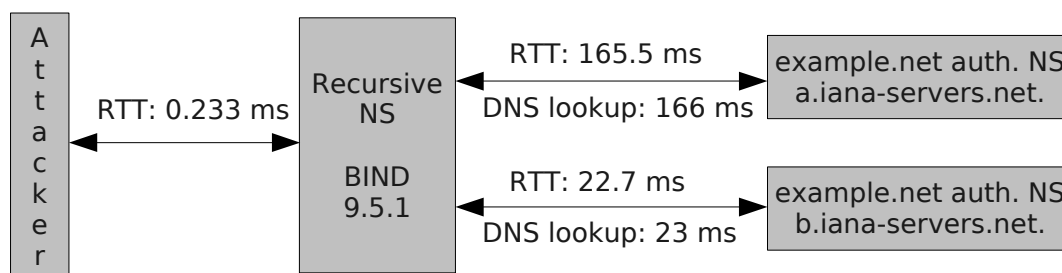 Attacker
RTT: 0.233 ms
Recursive
NS
BIND
9.5.1
RTT: 165.5 ms
DNS lookup: 166 ms
example.net auth. NS
a.iana-servers.net.
RTT: 22.7 ms
DNS lookup: 23 ms
example.net auth. NS
b.iana-servers.net.